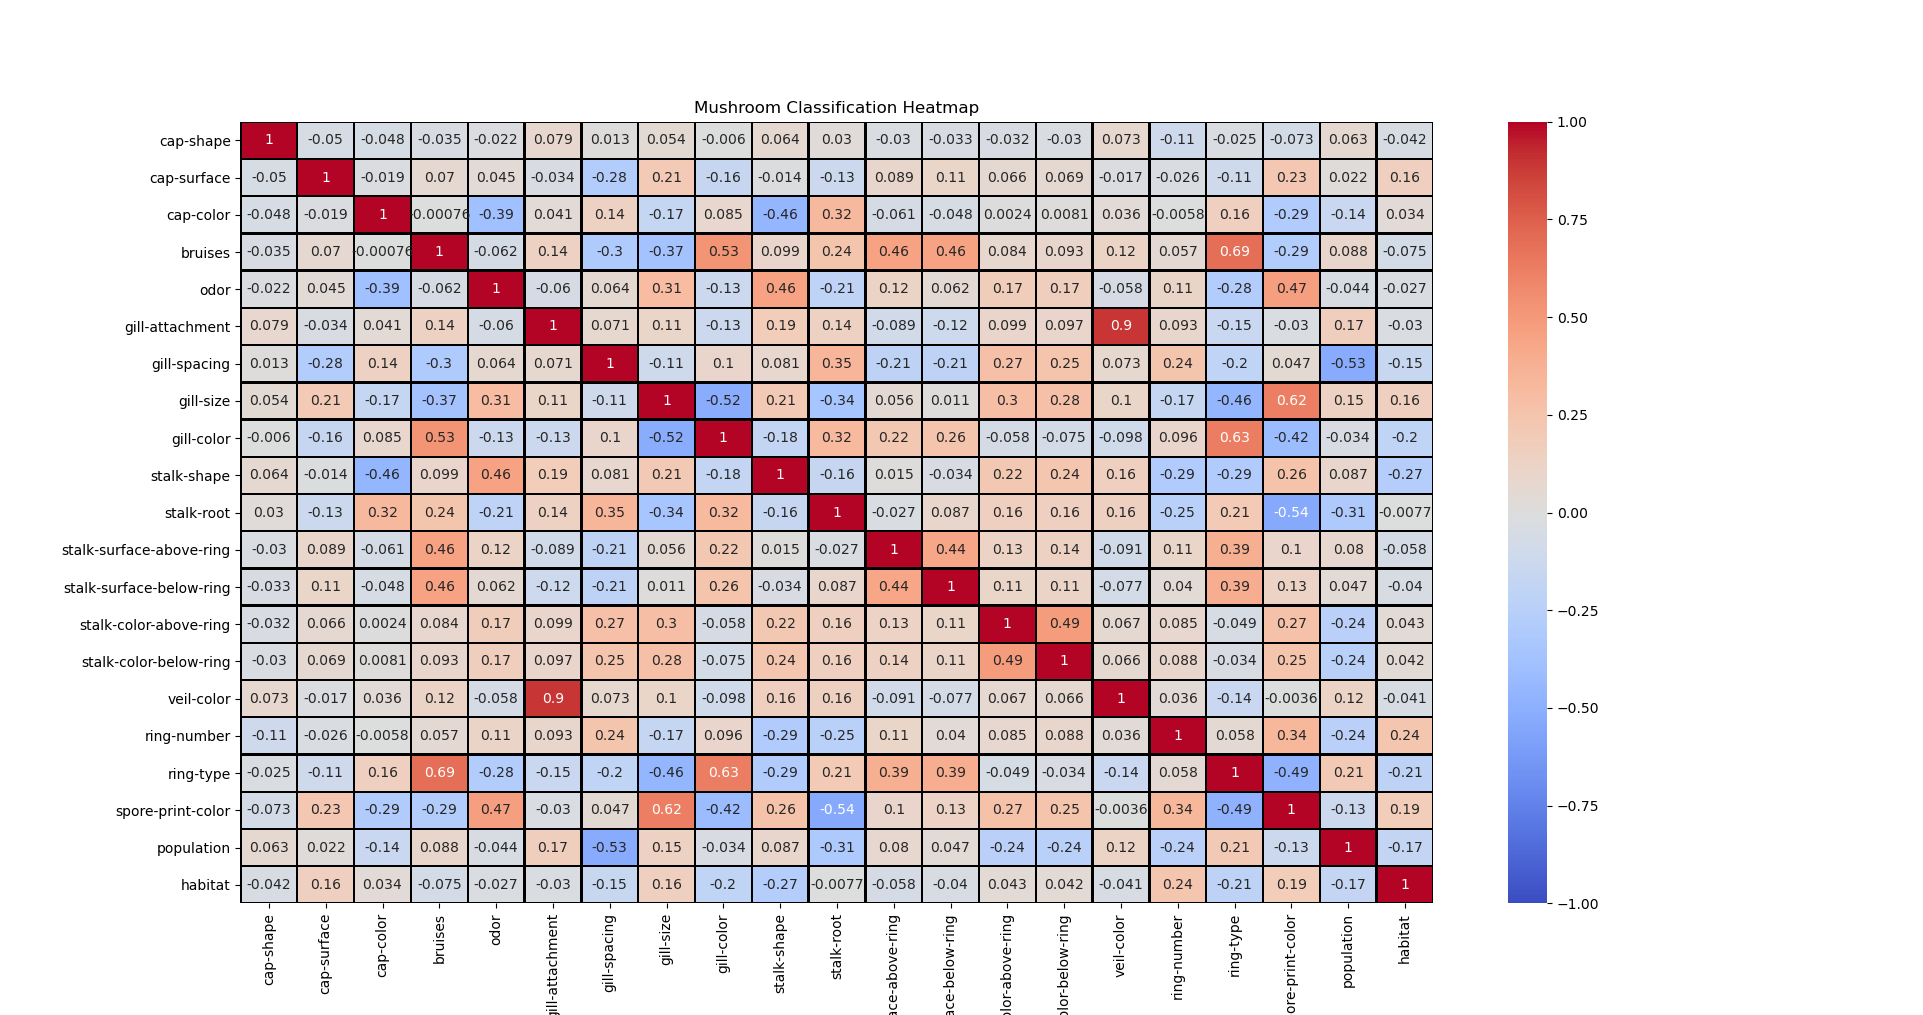 Mushroom Classification Heatmap
cap-shape 1 -0.05 -0.048 -0.035 -0.022 0.079 0.013 0.054 -0.006 0.064 0.03 -0.03 -0.033 -0.032 -0.03 0.073 -0.11 -0.025 -0.073 0.063 -0.042
cap-surface -0.05 1 -0.019 0.07 0.045 -0.034 -0.28 0.21 -0.16 -0.014 -0.13 0.089 0.11 0.066 0.069 -0.017 -0.026 -0.11 0.23 0.022 0.16
cap-color -0.048 -0.019 1 -0.00076 -0.39 0.041 0.14 -0.17 0.085 -0.46 0.32 -0.061 -0.048 0.0024 0.0081 0.036 -0.0058 0.16 -0.29 -0.14 0.034
bruises -0.035 0.07 -0.00076 1 -0.062 0.14 -0.3 -0.37 0.53 0.099 0.24 0.46 0.46 0.084 0.093 0.12 0.057 0.69 -0.29 0.088 -0.075
odor -0.022 0.045 -0.39 -0.062 1 -0.06 0.064 0.31 -0.13 0.46 -0.21 0.12 0.062 0.17 0.17 -0.058 0.11 -0.28 0.47 -0.044 -0.027
gill-attachment 0.079 -0.034 0.041 0.14 -0.06 1 0.071 0.11 -0.13 0.19 0.14 -0.089 -0.12 0.099 0.097 0.9 0.093 -0.15 -0.03 0.17 -0.03
gill-spacing 0.013 -0.28 0.14 -0.3 0.064 0.071 1 -0.11 0.1 0.081 0.35 -0.21 -0.21 0.27 0.25 0.073 0.24 -0.2 0.047 -0.53 -0.15
gill-size 0.054 0.21 -0.17 -0.37 0.31 0.11 -0.11 1 -0.52 0.21 -0.34 0.056 0.011 0.3 0.28 0.1 -0.17 -0.46 0.62 0.15 0.16
gill-color -0.006 -0.16 0.085 0.53 -0.13 -0.13 0.1 -0.52 1 -0.18 0.32 0.22 0.26 -0.058 -0.075 -0.098 0.096 0.63 -0.42 -0.034 -0.2
stalk-shape 0.064 -0.014 -0.46 0.099 0.46 0.19 0.081 0.21 -0.18 1 -0.16 0.015 -0.034 0.22 0.24 0.16 -0.29 -0.29 0.26 0.087 -0.27
stalk-root 0.03 -0.13 0.32 0.24 -0.21 0.14 0.35 -0.34 0.32 -0.16 1 -0.027 0.087 0.16 0.16 0.16 -0.25 0.21 -0.54 -0.31 -0.0077
stalk-surface-above-ring -0.03 0.089 -0.061 0.46 0.12 -0.089 -0.21 0.056 0.22 0.015 -0.027 1 0.44 0.13 0.14 -0.091 0.11 0.39 0.1 0.08 -0.058
stalk-surface-below-ring -0.033 0.11 -0.048 0.46 0.062 -0.12 -0.21 0.011 0.26 -0.034 0.087 0.44 1 0.11 0.11 -0.077 0.04 0.39 0.13 0.047 -0.04
stalk-color-above-ring -0.032 0.066 0.0024 0.084 0.17 0.099 0.27 0.3 -0.058 0.22 0.16 0.13 0.11 1 0.49 0.067 0.085 -0.049 0.27 -0.24 0.043
stalk-color-below-ring -0.03 0.069 0.0081 0.093 0.17 0.097 0.25 0.28 -0.075 0.24 0.16 0.14 0.11 0.49 1 0.066 0.088 -0.034 0.25 -0.24 0.042
veil-color 0.073 -0.017 0.036 0.12 -0.058 0.9 0.073 0.1 -0.098 0.16 0.16 -0.091 -0.077 0.067 0.066 1 0.036 -0.14 -0.0036 0.12 -0.041
ring-number -0.11 -0.026 -0.0058 0.057 0.11 0.093 0.24 -0.17 0.096 -0.29 -0.25 0.11 0.04 0.085 0.088 0.036 1 0.058 0.34 -0.24 0.24
ring-type -0.025 -0.11 0.16 0.69 -0.28 -0.15 -0.2 -0.46 0.63 -0.29 0.21 0.39 0.39 -0.049 -0.034 -0.14 0.058 1 -0.49 0.21 -0.21
spore-print-color -0.073 0.23 -0.29 -0.29 0.47 -0.03 0.047 0.62 -0.42 0.26 -0.54 0.1 0.13 0.27 0.25 -0.0036 0.34 -0.49 1 -0.13 0.19
population 0.063 0.022 -0.14 0.088 -0.044 0.17 -0.53 0.15 -0.034 0.087 -0.31 0.08 0.047 -0.24 -0.24 0.12 -0.24 0.21 -0.13 1 -0.17
habitat -0.042 0.16 0.034 -0.075 -0.027 -0.03 -0.15 0.16 -0.2 -0.27 -0.0077 -0.058 -0.04 0.043 0.042 -0.041 0.24 -0.21 0.19 -0.17 1
cap-shape
cap-surface
cap-color
bruises
odor
gill-attachment
gill-spacing
gill-size
gill-color
stalk-shape
stalk-root
ace-above-ring
ace-below-ring
olor-above-ring
olor-below-ring
veil-color
ring-number
ring-type
ore-print-color
population
habitat
1.00
0.75
0.50
0.25
0.00
−0.25
−0.50
−0.75
−1.00